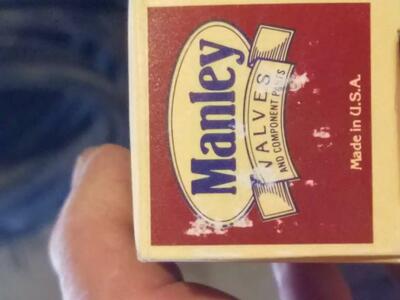 Manley
VALVES
AND COMPONENT PARTS
Made in U.S.A.